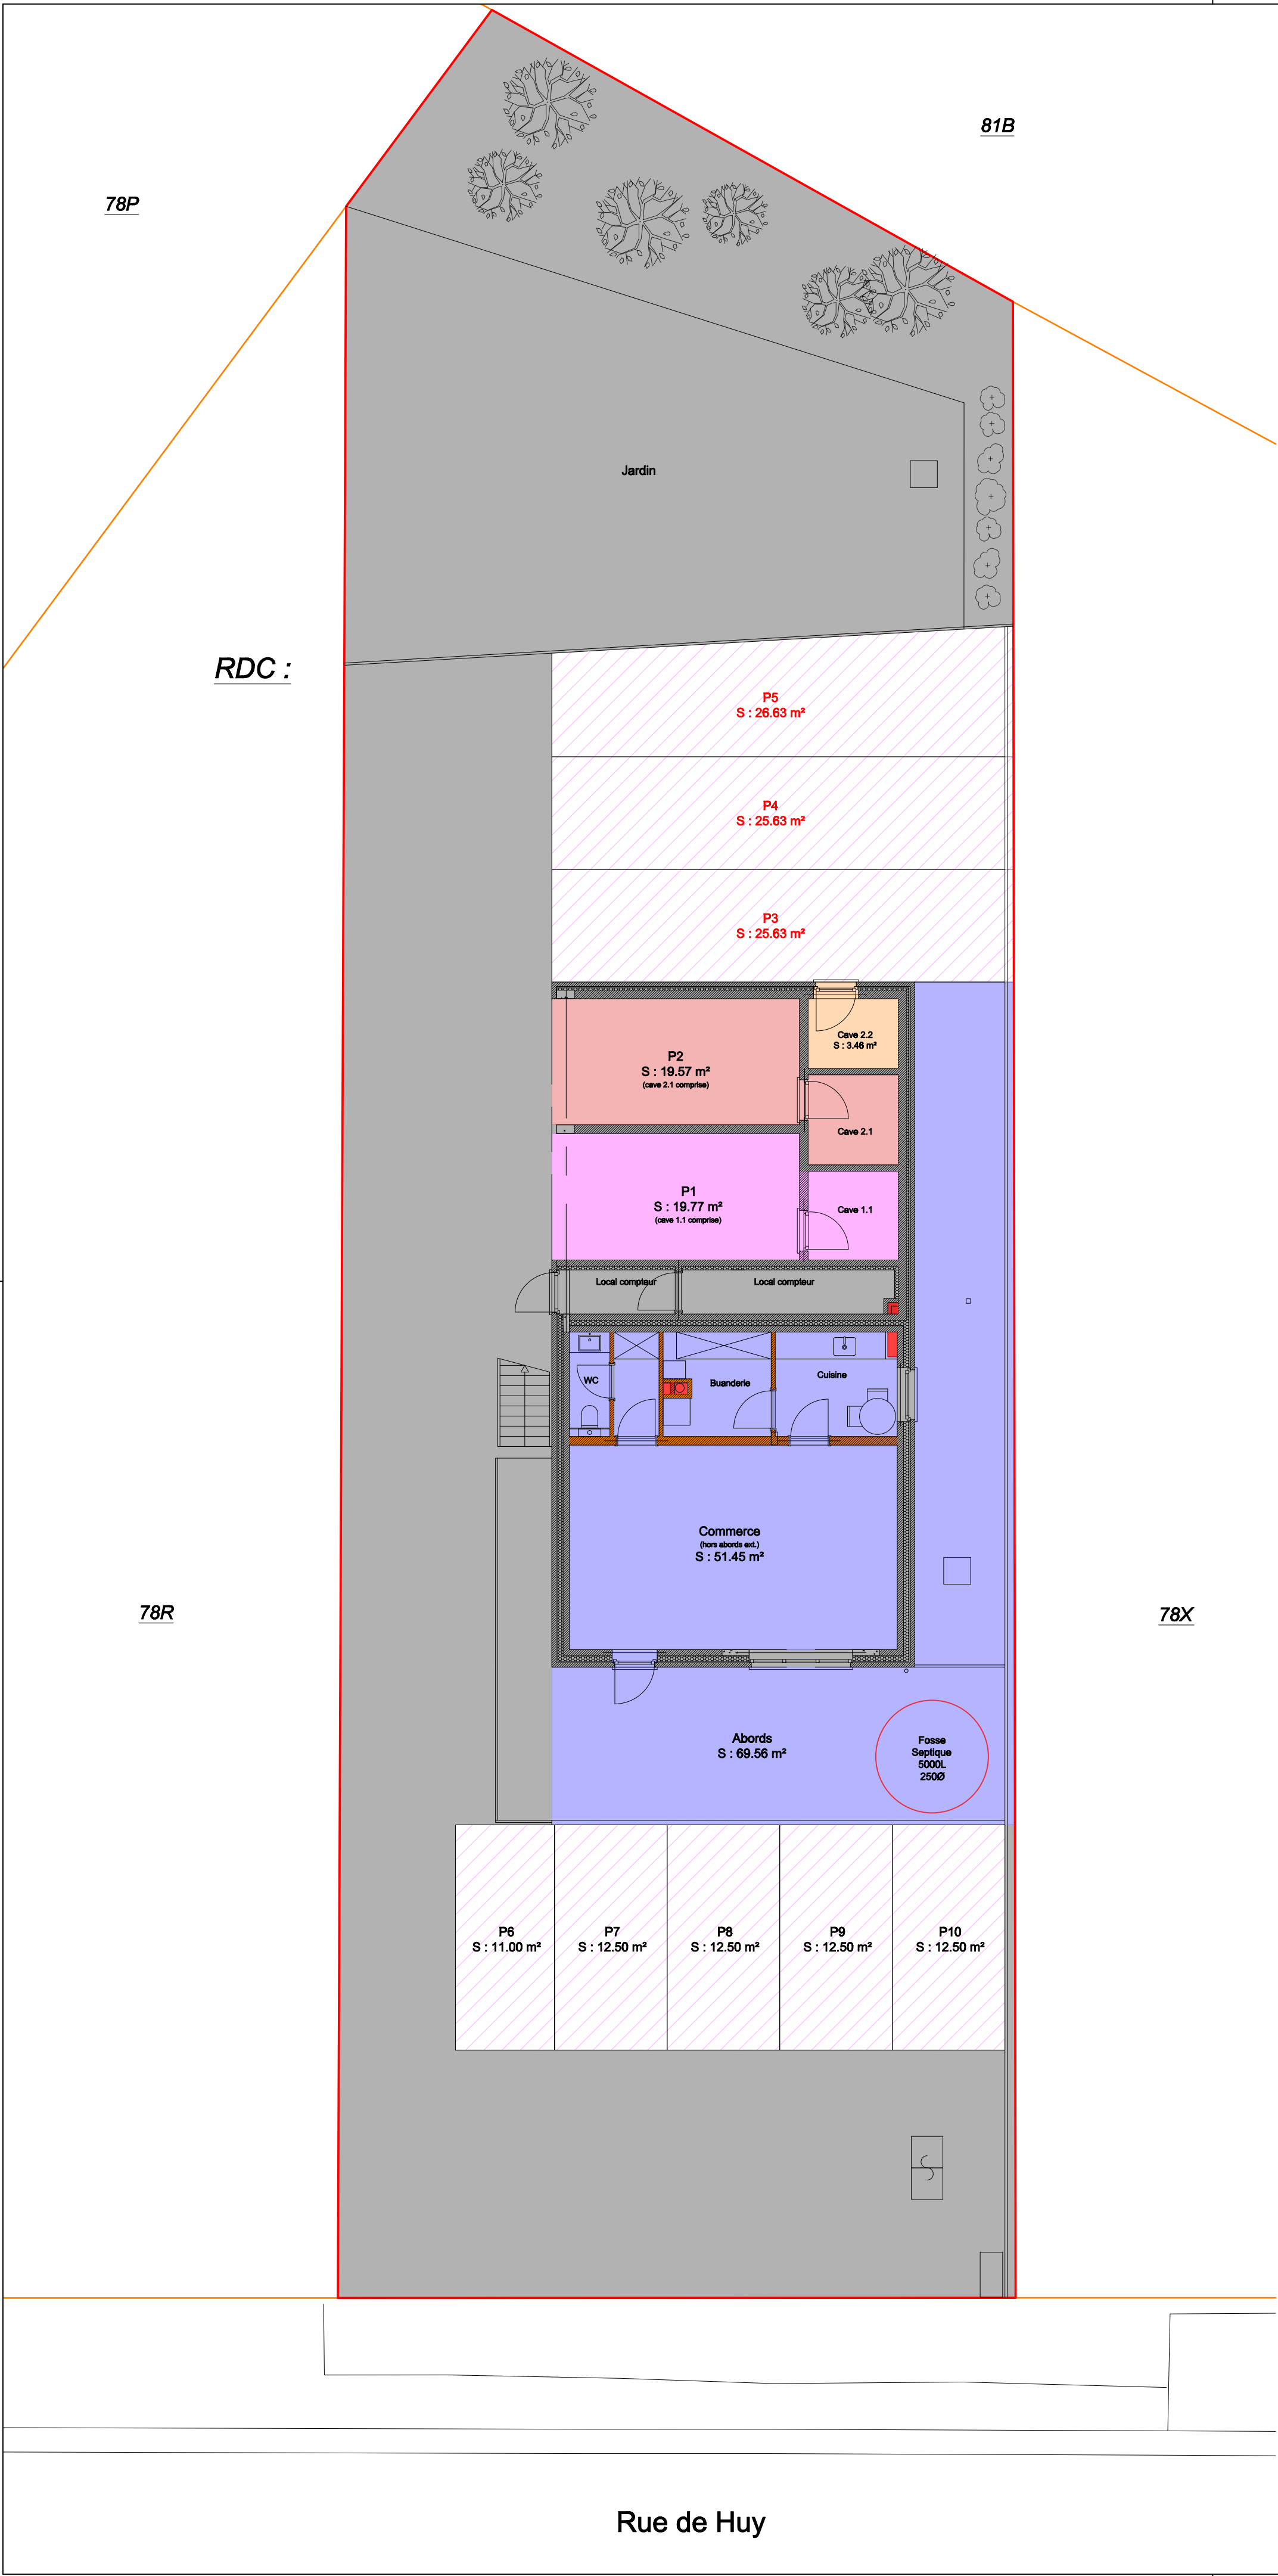 81B
78P
Jardin
RDC :
P5
S : 26.63 m²
P4
S : 25.63 m²
P3
S : 25.63 m²
Cave 2.2
S : 3.46 m²
P2
S : 19.57 m²
(cave 2.1 comprise)
Cave 2.1
P1
S : 19.77 m²
(cave 1.1 comprise)
Cave 1.1
Local compteur
Local compteur
WC
Buanderie
Cuisine
Commerce
(hors abords ext.)
S : 51.45 m²
78R
78X
Abords
S : 69.56 m²
Fosse
Septique
5000L
250Ø
P6
S : 11.00 m²
P7
S : 12.50 m²
P8
S : 12.50 m²
P9
S : 12.50 m²
P10
S : 12.50 m²
Rue de Huy